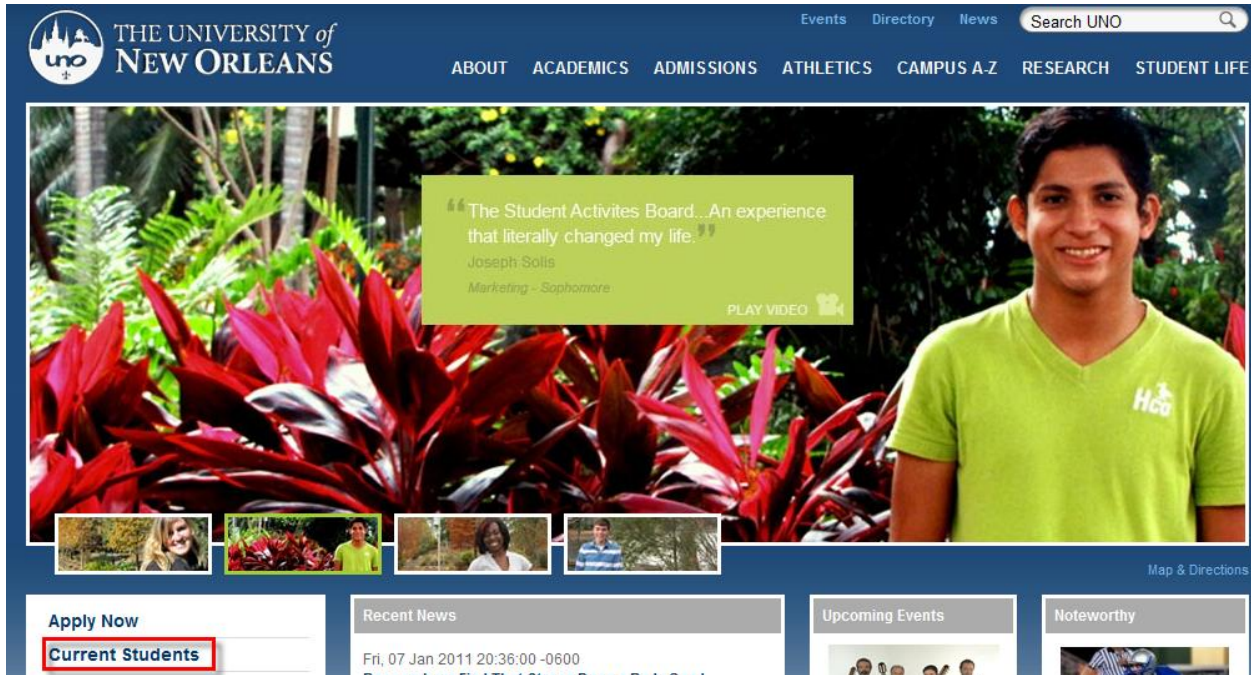 Events Directory News Search UNO
THE UNIVERSITY of
NEW ORLEANS
uno
ABOUT ACADEMICS ADMISSIONS ATHLETICS CAMPUS A-Z RESEARCH STUDENT LIFE
“The Student Activites Board...An experience
that literally changed my life.”
Joseph Solis
Marketing - Sophomore
PLAY VIDEO
Hco
Map & Directions
Apply Now
Current Students
Recent News
Fri, 07 Jan 2011 20:36:00 -0600
Upcoming Events
Noteworthy